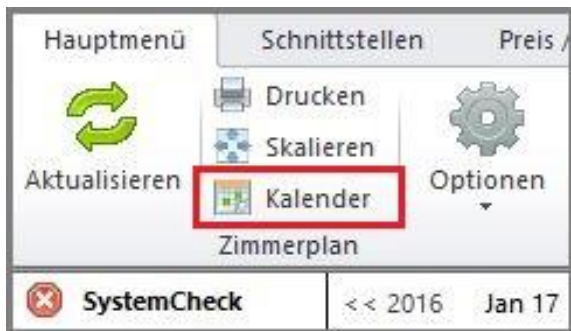 Hauptmenü Schnittstellen Preis /
Drucken
Skalieren
Aktualisieren
Kalender
Optionen
Zimmerplan
SystemCheck << 2016 Jan 17